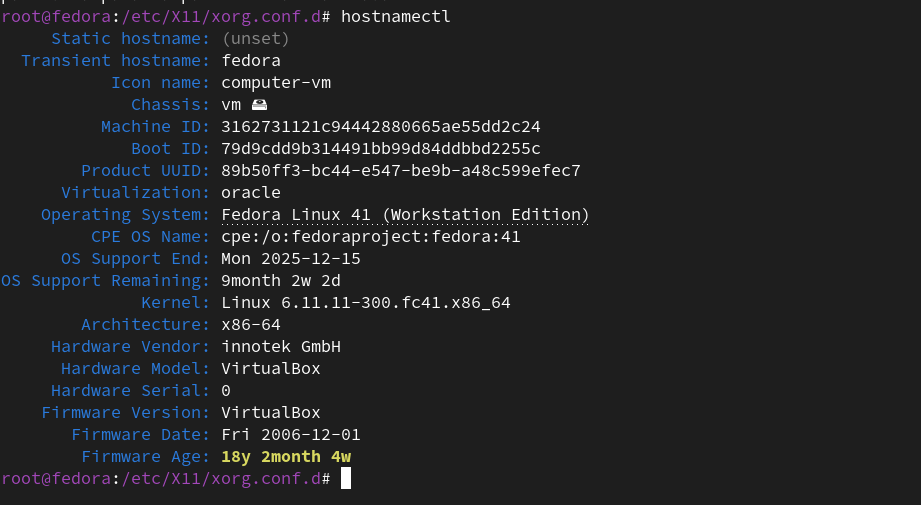 root@fedora:/etc/X11/xorg.conf.d# hostnamectl
Static hostname: (unset)
Transient hostname: fedora
Icon name: computer-vm
Chassis: vm 🖴
Machine ID: 3162731121c94442880665ae55dd2c24
Boot ID: 79d9cdd9b314491bb99d84ddbbd2255c
Product UUID: 89b50ff3-bc44-e547-be9b-a48c599efec7
Virtualization: oracle
Operating System: Fedora Linux 41 (Workstation Edition)
CPE OS Name: cpe:/o:fedoraproject:fedora:41
OS Support End: Mon 2025-12-15
OS Support Remaining: 9month 2w 2d
Kernel: Linux 6.11.11-300.fc41.x86_64
Architecture: x86-64
Hardware Vendor: innotek GmbH
Hardware Model: VirtualBox
Hardware Serial: 0
Firmware Version: VirtualBox
Firmware Date: Fri 2006-12-01
Firmware Age: 18y 2month 4w
root@fedora:/etc/X11/xorg.conf.d#